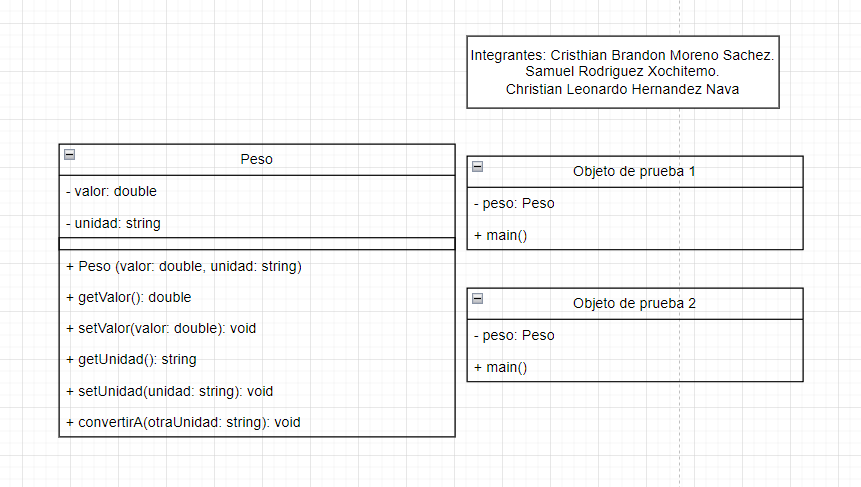 Integrantes: Cristhian Brandon Moreno Sachez.
Samuel Rodriguez Xochitemo.
Christian Leonardo Hernandez Nava
Peso
- valor: double
- unidad: string
+ Peso (valor: double, unidad: string)
+ getValor(): double
+ setValor(valor: double): void
+ getUnidad(): string
+ setUnidad(unidad: string): void
+ convertirA(otraUnidad: string): void
Objeto de prueba 1
- peso: Peso
+ main()
Objeto de prueba 2
- peso: Peso
+ main()